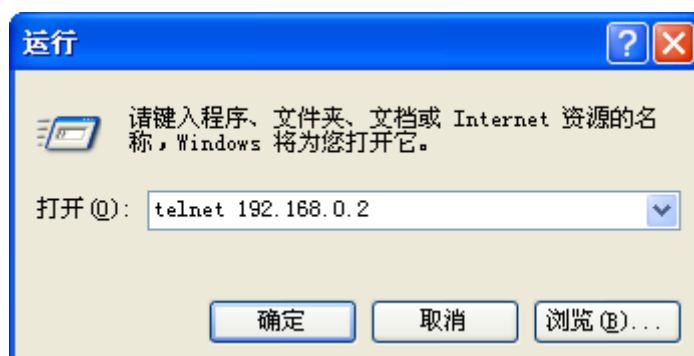 运行
请键入程序、文件夹、文档或 Internet 资源的名
称，Windows 将为您打开它。
打开(O): telnet 192.168.0.2
确定 取消 浏览(B)...